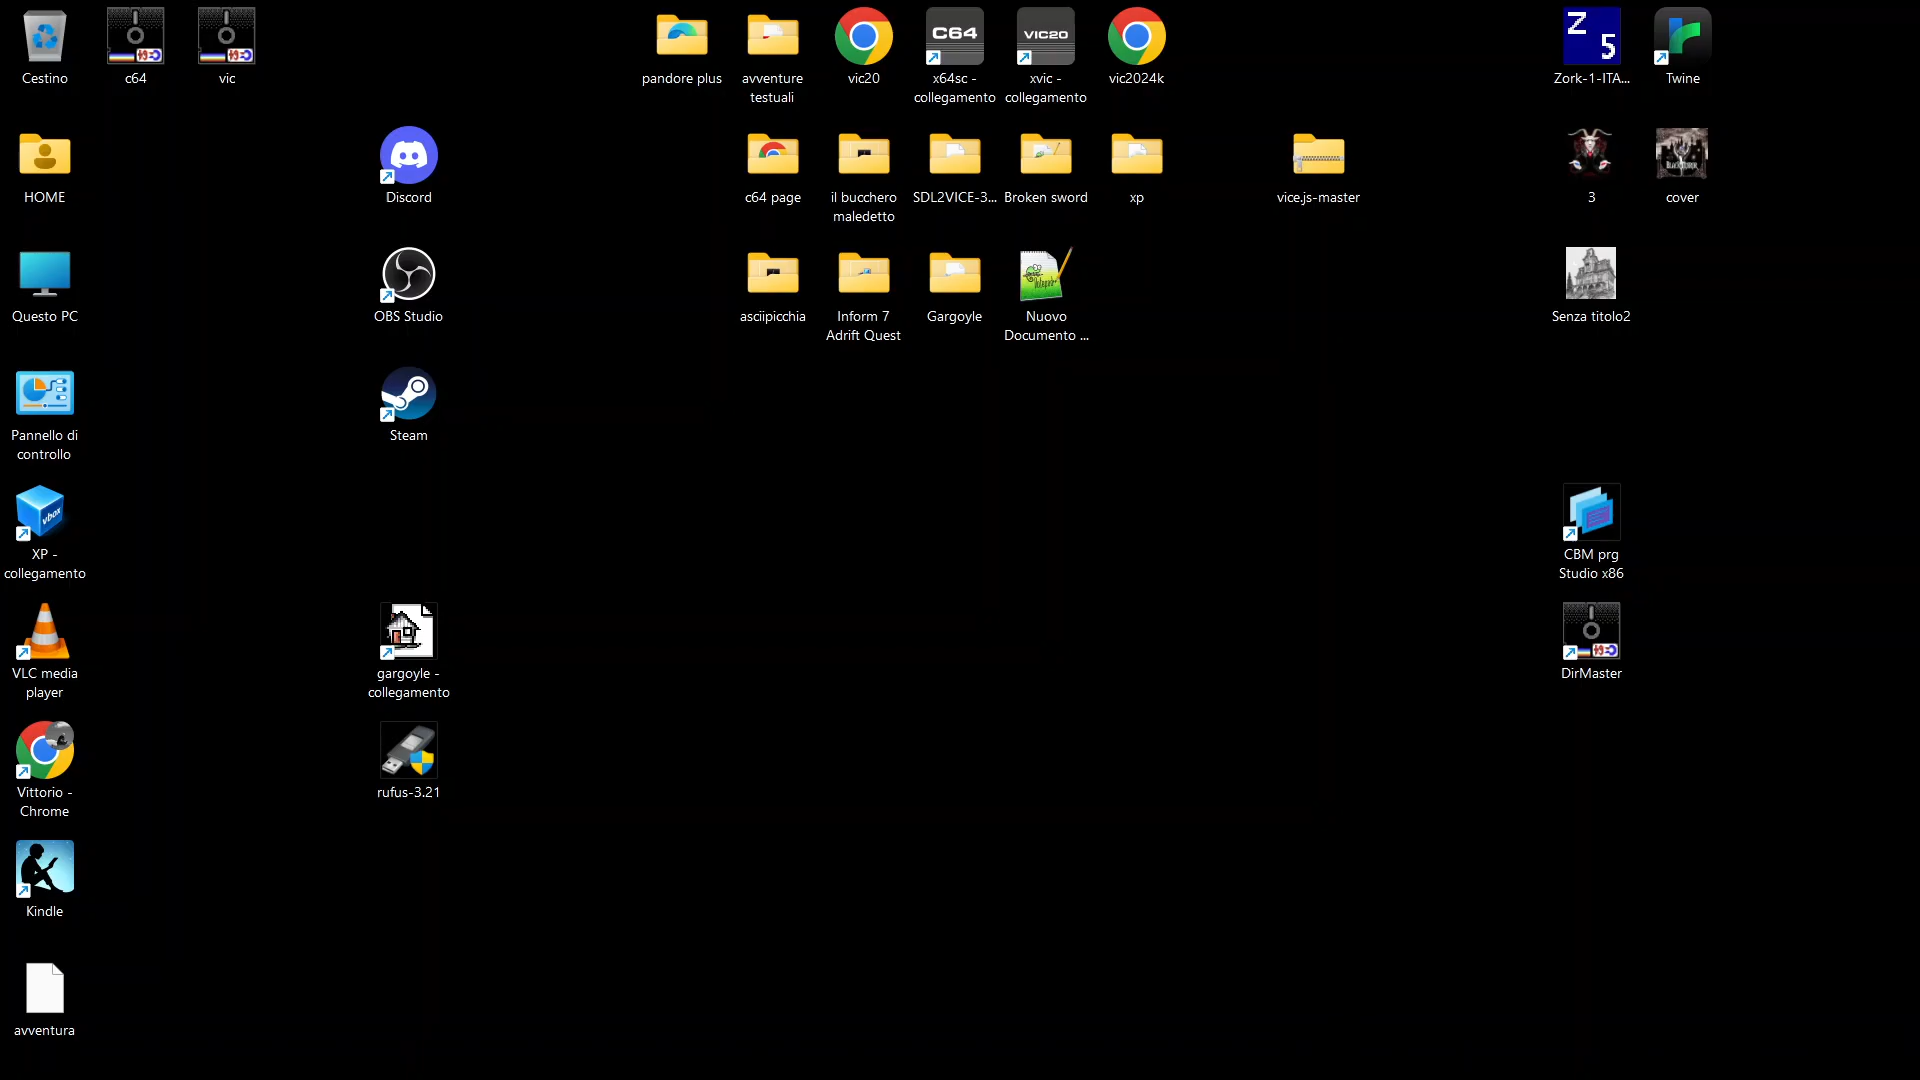 Cestino
c64
vic
pandore plus
avventure
testuali
vic20
C64
x64sc -
collegamento
VIC20
xvic -
collegamento
vic2024k
Z
5
Zork-1-ITA...
Twine
HOME
Discord
c64 page
il bucchero
maledetto
SDL2VICE-3...
Broken sword
xp
vice.js-master
3
cover
Questo PC
OBS Studio
asciipicchia
Inform 7
Adrift Quest
Gargoyle
Nuovo
Documento ...
Senza titolo2
Pannello di
controllo
Steam
vbox
XP -
collegamento
CBM prg
Studio x86
VLC media
player
gargoyle -
collegamento
DirMaster
Vittorio -
Chrome
rufus-3.21
Kindle
avventura